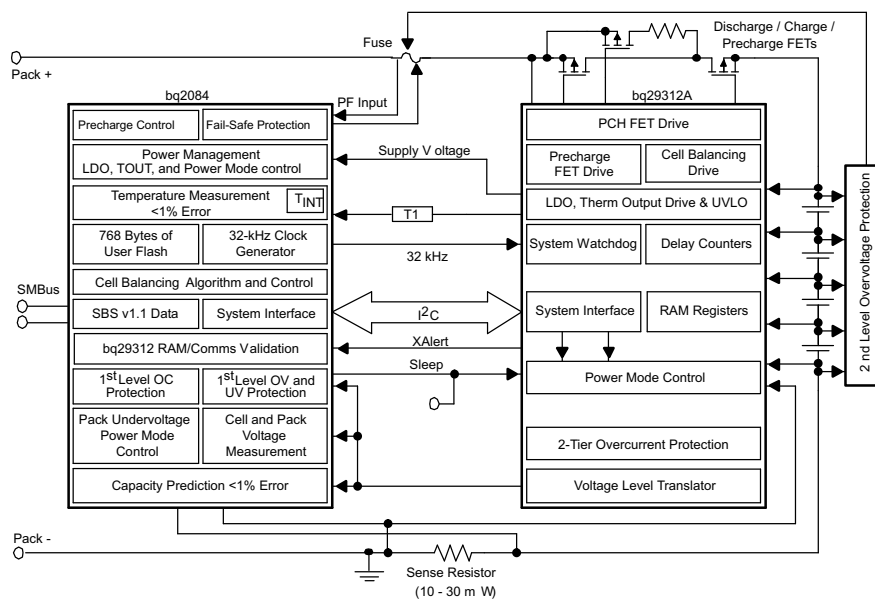 Discharge / Charge /
Precharge FETs
Fuse
Pack +
bq2084
PF Input
bq29312A
Precharge Control
Fail-Safe Protection
PCH FET Drive
Power Management
LDO, TOUT, and Power Mode control
Supply V oltage
Precharge
FET Drive
Cell Balancing
Drive
Temperature Measurement
<1% Error
TINT
T1
LDO, Therm Output Drive & UVLO
768 Bytes of
User Flash
32-kHz Clock
Generator
32 kHz
System Watchdog
Delay Counters
2 nd Level Overvoltage Protection
Cell Balancing Algorithm and Control
SMBus
SBS v1.1 Data
System Interface
I2C
System Interface
RAM Registers
bq29312 RAM/Comms Validation
XAlert
Sleep
1st Level OC
Protection
1st Level OV and
UV Protection
Power Mode Control
Pack Undervoltage
Power Mode
Control
Cell and Pack
Voltage
Measurement
2-Tier Overcurrent Protection
Capacity Prediction <1% Error
Voltage Level Translator
Pack -
Sense Resistor
(10 - 30 m W)